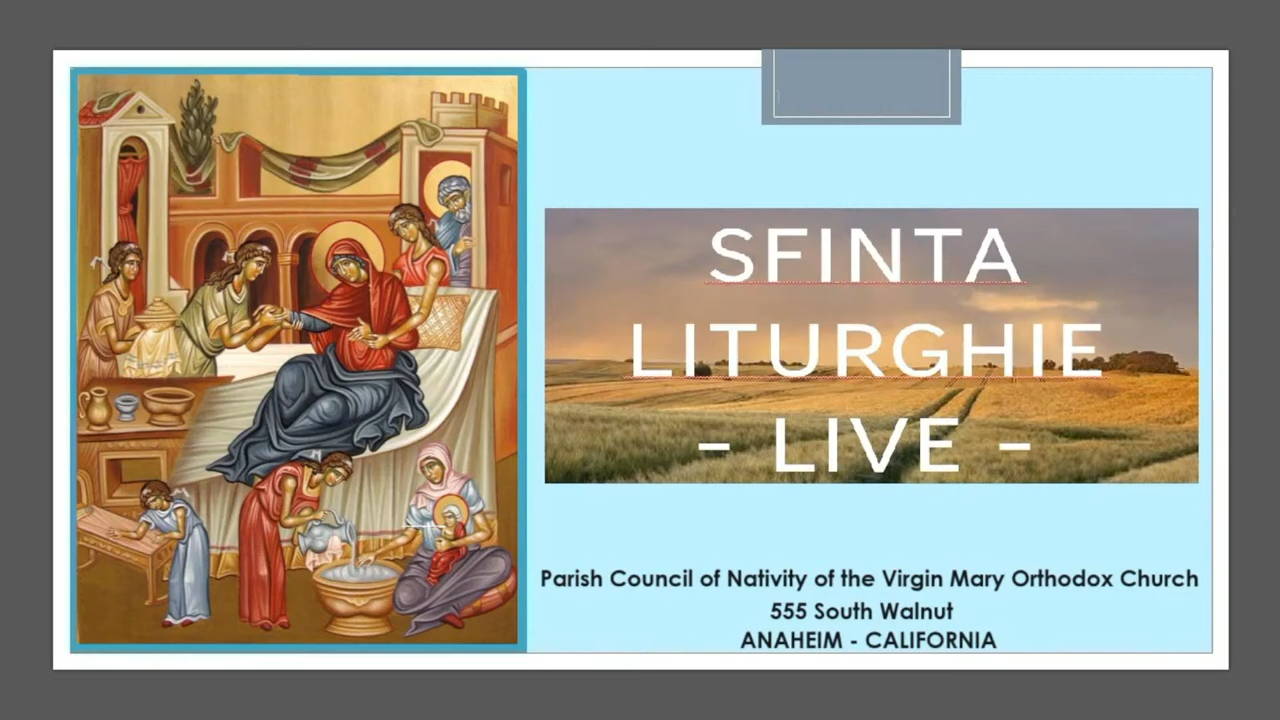 SFINTA
LITURGHIE
- LIVE -
Parish Council of Nativity of the Virgin Mary Orthodox Church
555 South Walnut
ANAHEIM - CALIFORNIA